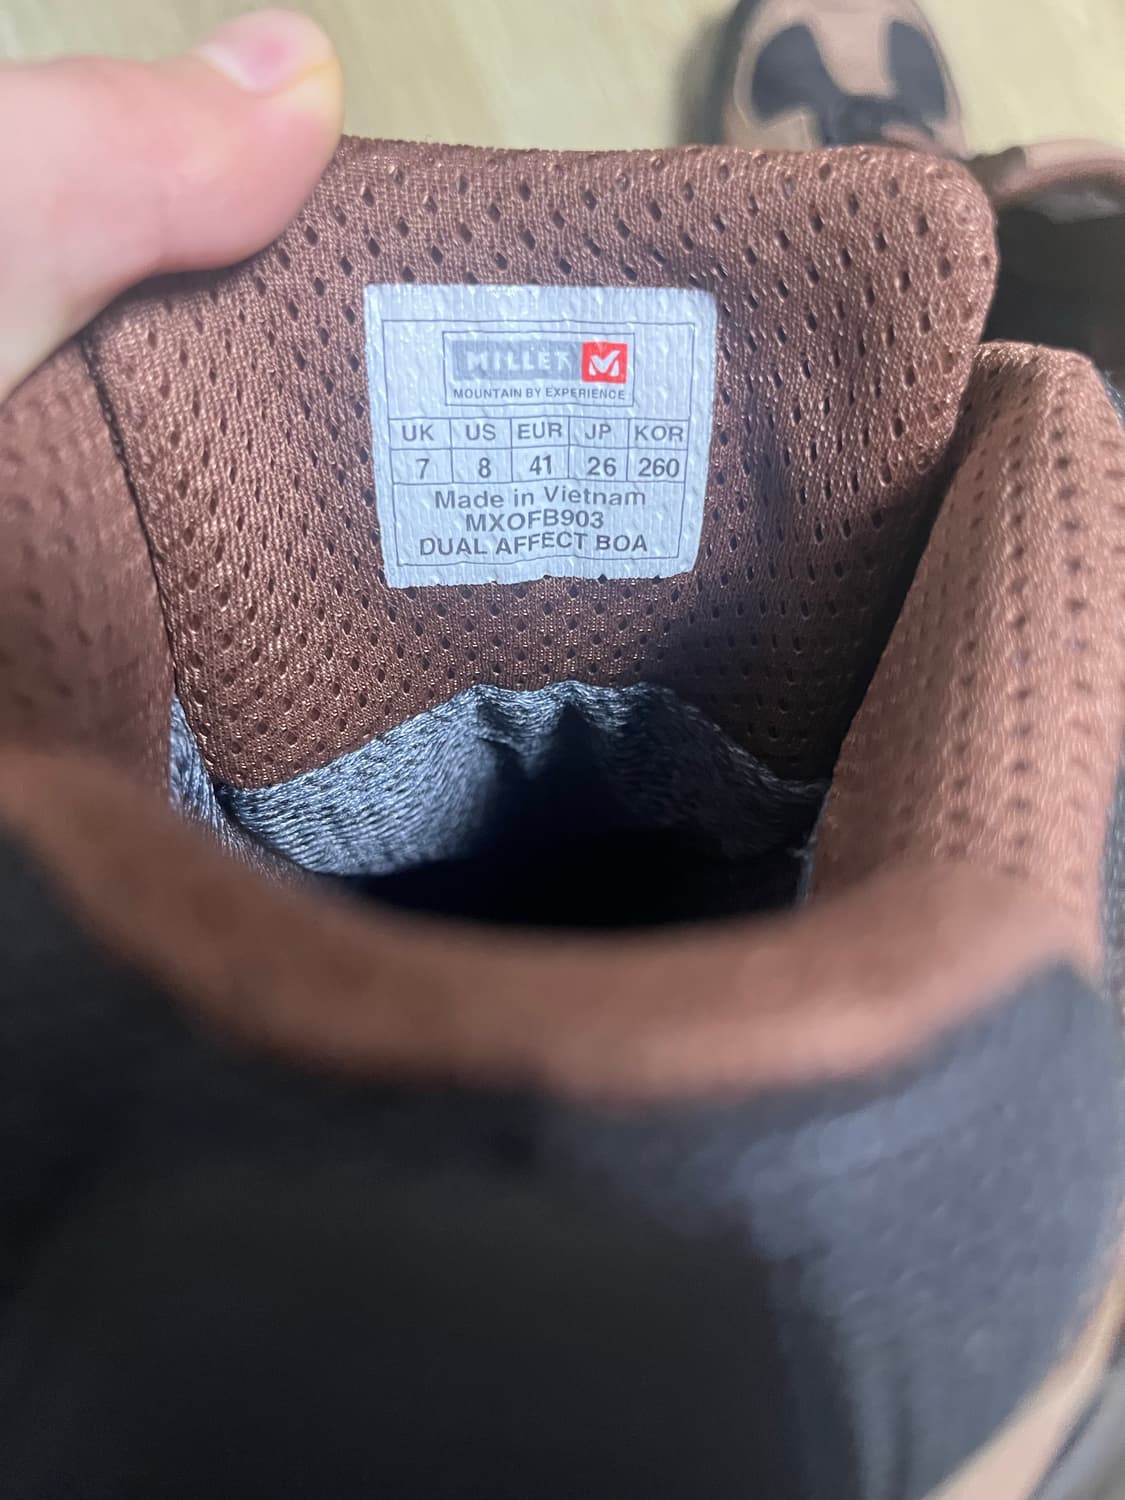 MILLET
MOUNTAIN BY EXPERIENCE
UK US EUR JP KOR
7 8 41 26 260
Made in Vietnam
MXOFB903
DUAL AFFECT BOA